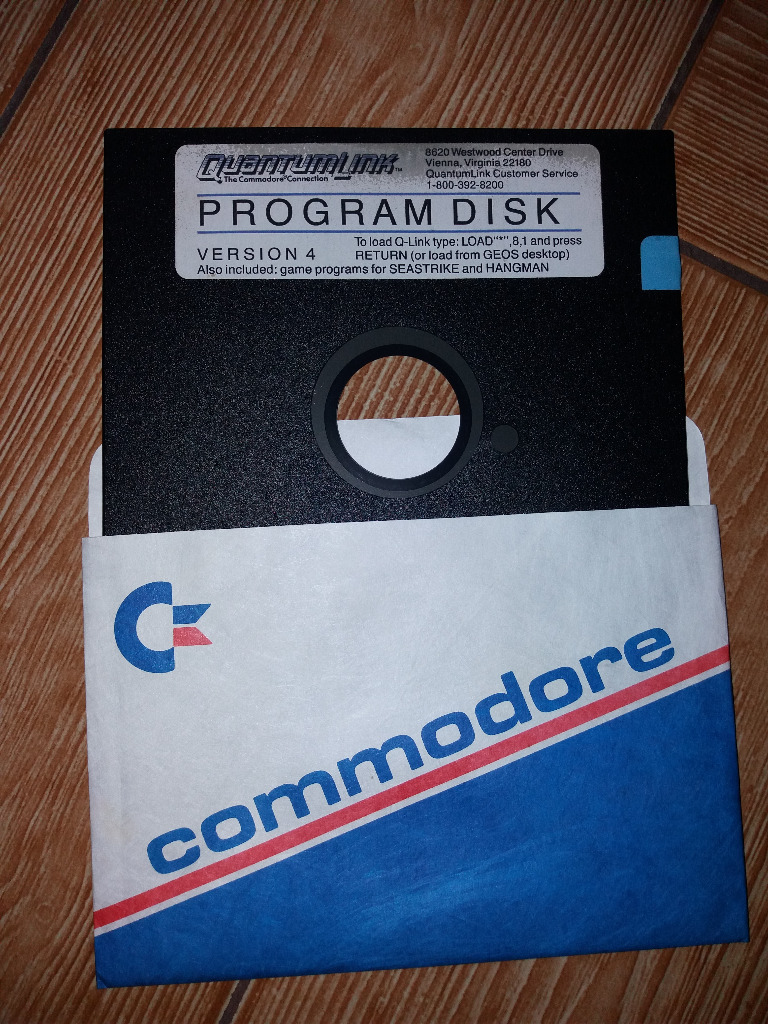 QUANTUMLINK™
The Commodore® Connection
8620 Westwood Center Drive
Vienna, Virginia 22180
QuantumLink Customer Service
1-800-392-8200
PROGRAM DISK
VERSION 4
To load Q-Link type: LOAD"*",8,1 and press
RETURN (or load from GEOS desktop)
Also included: game programs for SEASTRIKE and HANGMAN
commodore